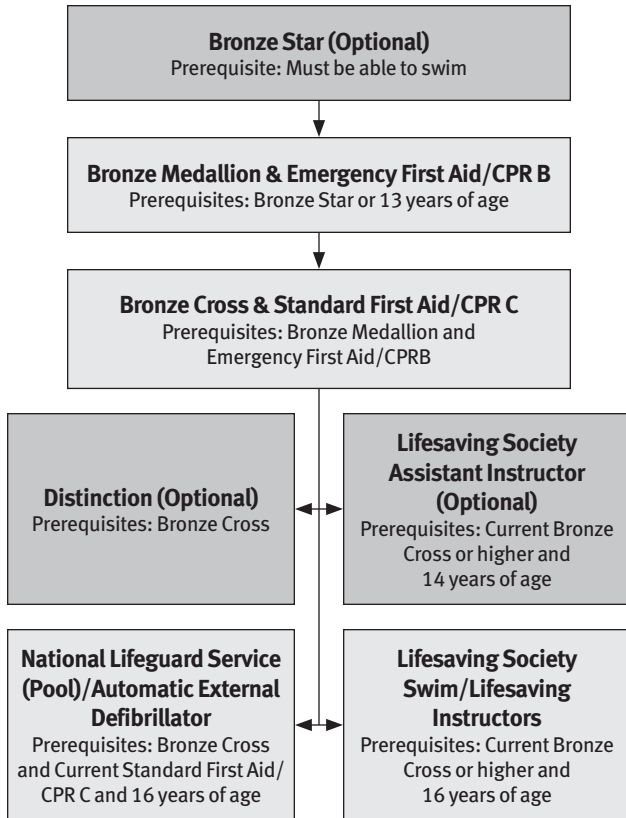 Bronze Star (Optional)
Prerequisite: Must be able to swim
Bronze Medallion & Emergency First Aid/CPR B
Prerequisites: Bronze Star or 13 years of age
Bronze Cross & Standard First Aid/CPR C
Prerequisites: Bronze Medallion and
Emergency First Aid/CPRB
Distinction (Optional)
Prerequisites: Bronze Cross
Lifesaving Society
Assistant Instructor
(Optional)
Prerequisites: Current Bronze
Cross or higher and
14 years of age
National Lifeguard Service
(Pool)/Automatic External
Defibrillator
Prerequisites: Bronze Cross
and Current Standard First Aid/
CPR C and 16 years of age
Lifesaving Society
Swim/Lifesaving
Instructors
Prerequisites: Current Bronze
Cross or higher and
16 years of age